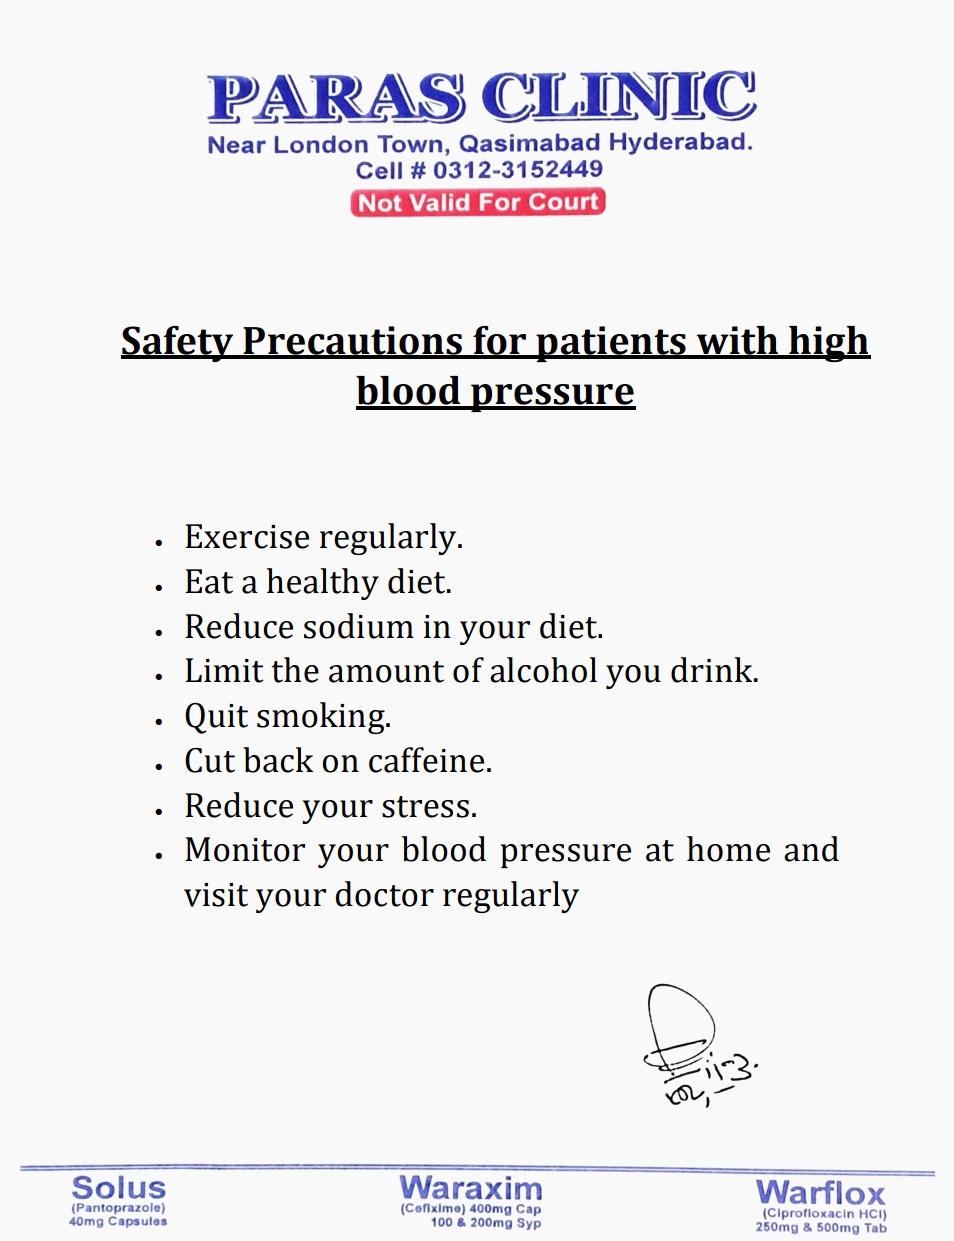 PARAS CLINIC
Near London Town, Qasimabad Hyderabad.
Cell # 0312-3152449
Not Valid For Court
Safety Precautions for patients with high
blood pressure
• Exercise regularly.
• Eat a healthy diet.
• Reduce sodium in your diet.
• Limit the amount of alcohol you drink.
• Quit smoking.
• Cut back on caffeine.
• Reduce your stress.
• Monitor your blood pressure at home and
visit your doctor regularly
Solus
(Pantoprazole)
40mg Capsules
Waraxim
(Cefixime) 400mg Cap
100 & 200mg Syp
Warflox
(Ciprofloxacin HCl)
250mg & 500mg Tab